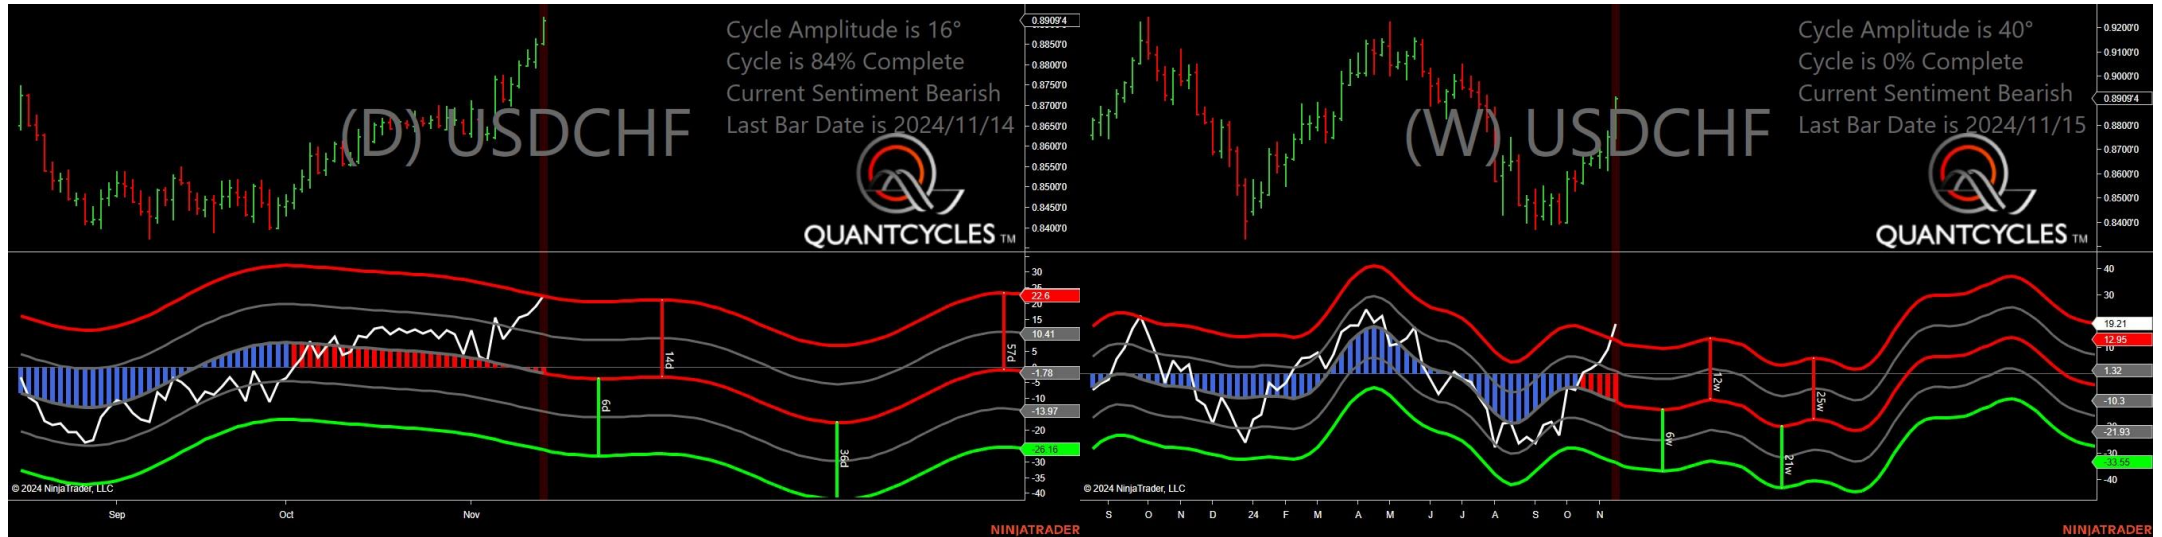 Cycle Amplitude is 16°
Cycle is 84% Complete
Current Sentiment Bearish
Last Bar Date is 2024/11/14
(D) USDCHF
QUANTCYCLES TM
0.8909'4
0.8850'0
0.8800'0
0.8750'0
0.8700'0
0.8650'0
0.8600'0
0.8550'0
0.8500'0
0.8450'0
0.8400'0
30
22.6
20
15
10.41
5
-1.78
-5
-10
-13.97
-20
-26.16
-30
-35
-40
6d
14d
36d
57d
© 2024 NinjaTrader, LLC
Sep
Oct
Nov
NINJATRADER
Cycle Amplitude is 40°
Cycle is 0% Complete
Current Sentiment Bearish
Last Bar Date is 2024/11/15
(W) USDCHF
QUANTCYCLES TM
0.9200'0
0.9100'0
0.9000'0
0.8909'4
0.8800'0
0.8700'0
0.8600'0
0.8500'0
0.8400'0
40
30
19.21
12.95
10
1.32
-10.3
-21.93
-30
-33.55
-40
6w
12w
21w
25w
© 2024 NinjaTrader, LLC
S O N D 24 F M A M J J A S O N
NINJATRADER